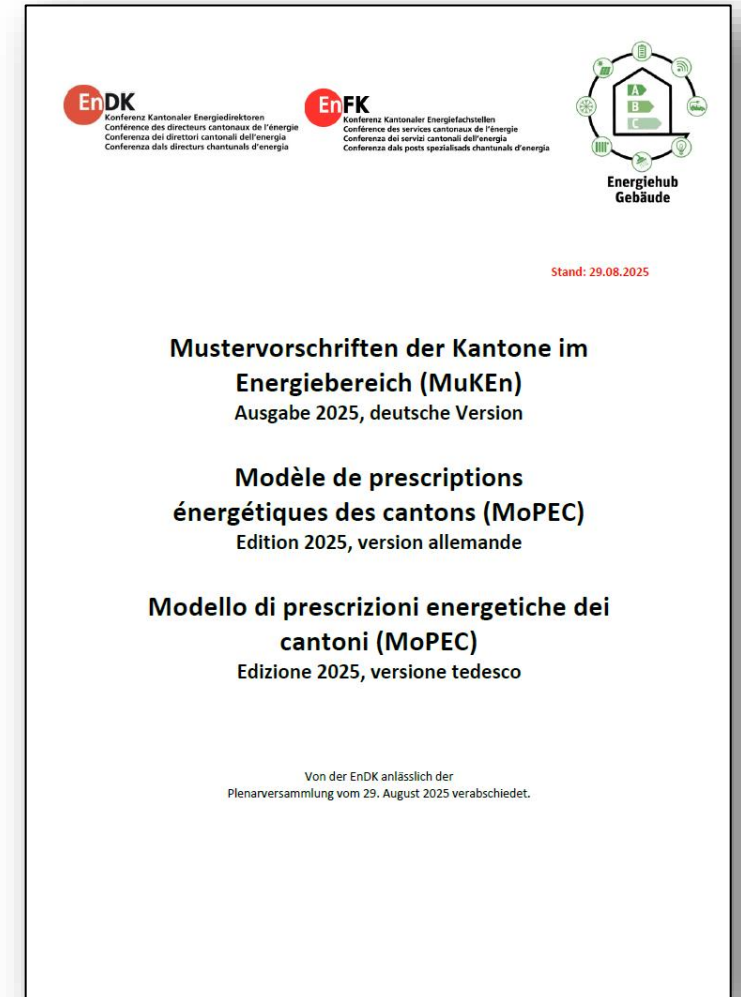 EnDK
Konferenz Kantonaler Energiedirektoren
Conférence des directeurs cantonaux de l'énergie
Conferenza dei direttori cantonali dell'energia
Conferenza dals directurs chantunals d'energia
EnFK
Konferenz Kantonaler Energiefachstellen
Conférence des services cantonaux de l'énergie
Conferenza dei servizi cantonali dell'energia
Conferenza dals posts spezialisads chantunals d'energia
A
B
C
Energiehub
Gebäude
Stand: 29.08.2025
Mustervorschriften der Kantone im
Energiebereich (MuKEn)
Ausgabe 2025, deutsche Version
Modèle de prescriptions
énergétiques des cantons (MoPEC)
Edition 2025, version allemande
Modello di prescrizioni energetiche dei
cantoni (MoPEC)
Edizione 2025, versione tedesco
Von der EnDK anlässlich der
Plenarversammlung vom 29. August 2025 verabschiedet.